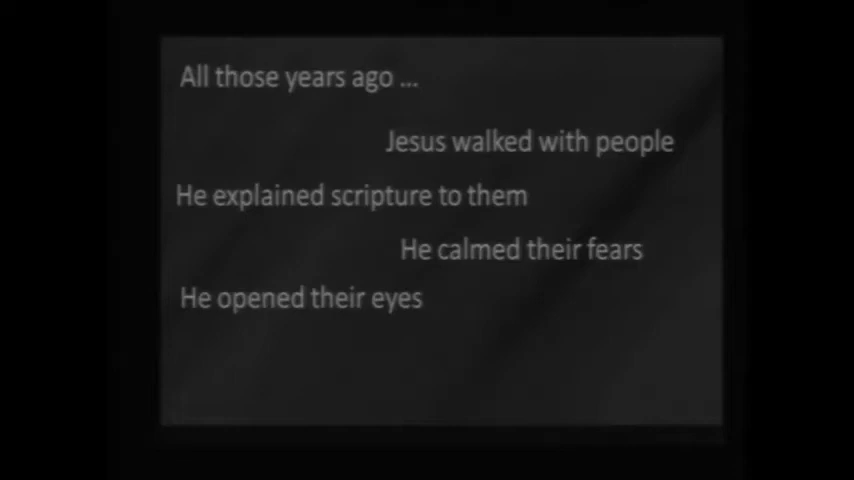 All those years ago ...
Jesus walked with people
He explained scripture to them
He calmed their fears
He opened their eyes